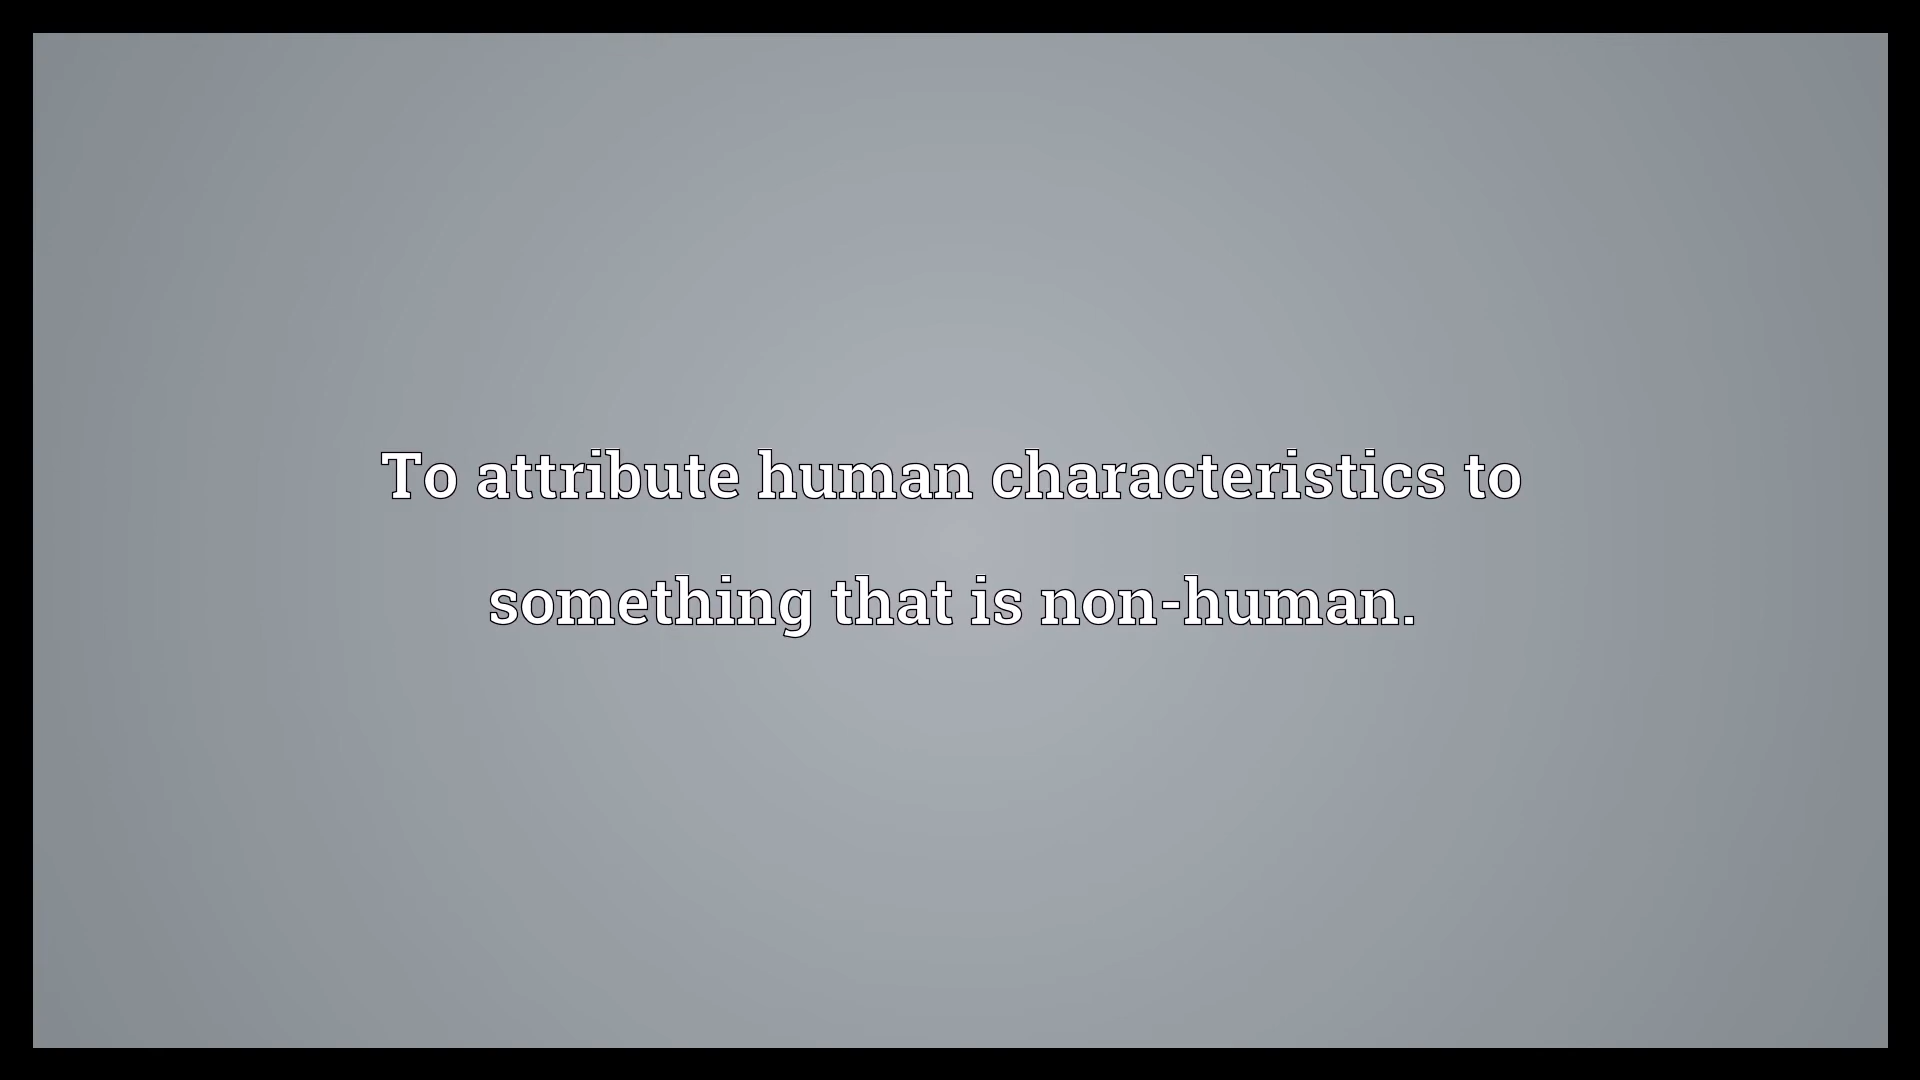 To attribute human characteristics to
something that is non-human.